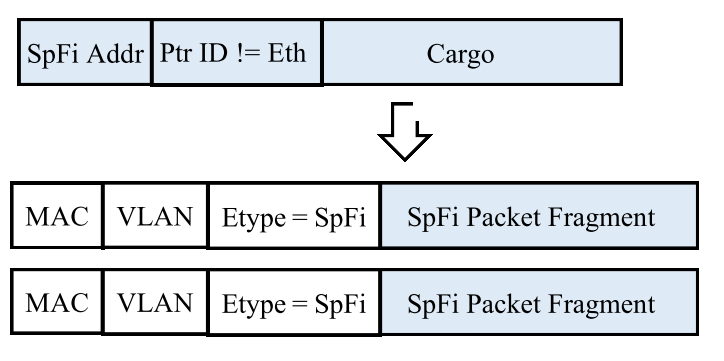 SpFi Addr Ptr ID != Eth Cargo
MAC VLAN Etype = SpFi SpFi Packet Fragment
MAC VLAN Etype = SpFi SpFi Packet Fragment